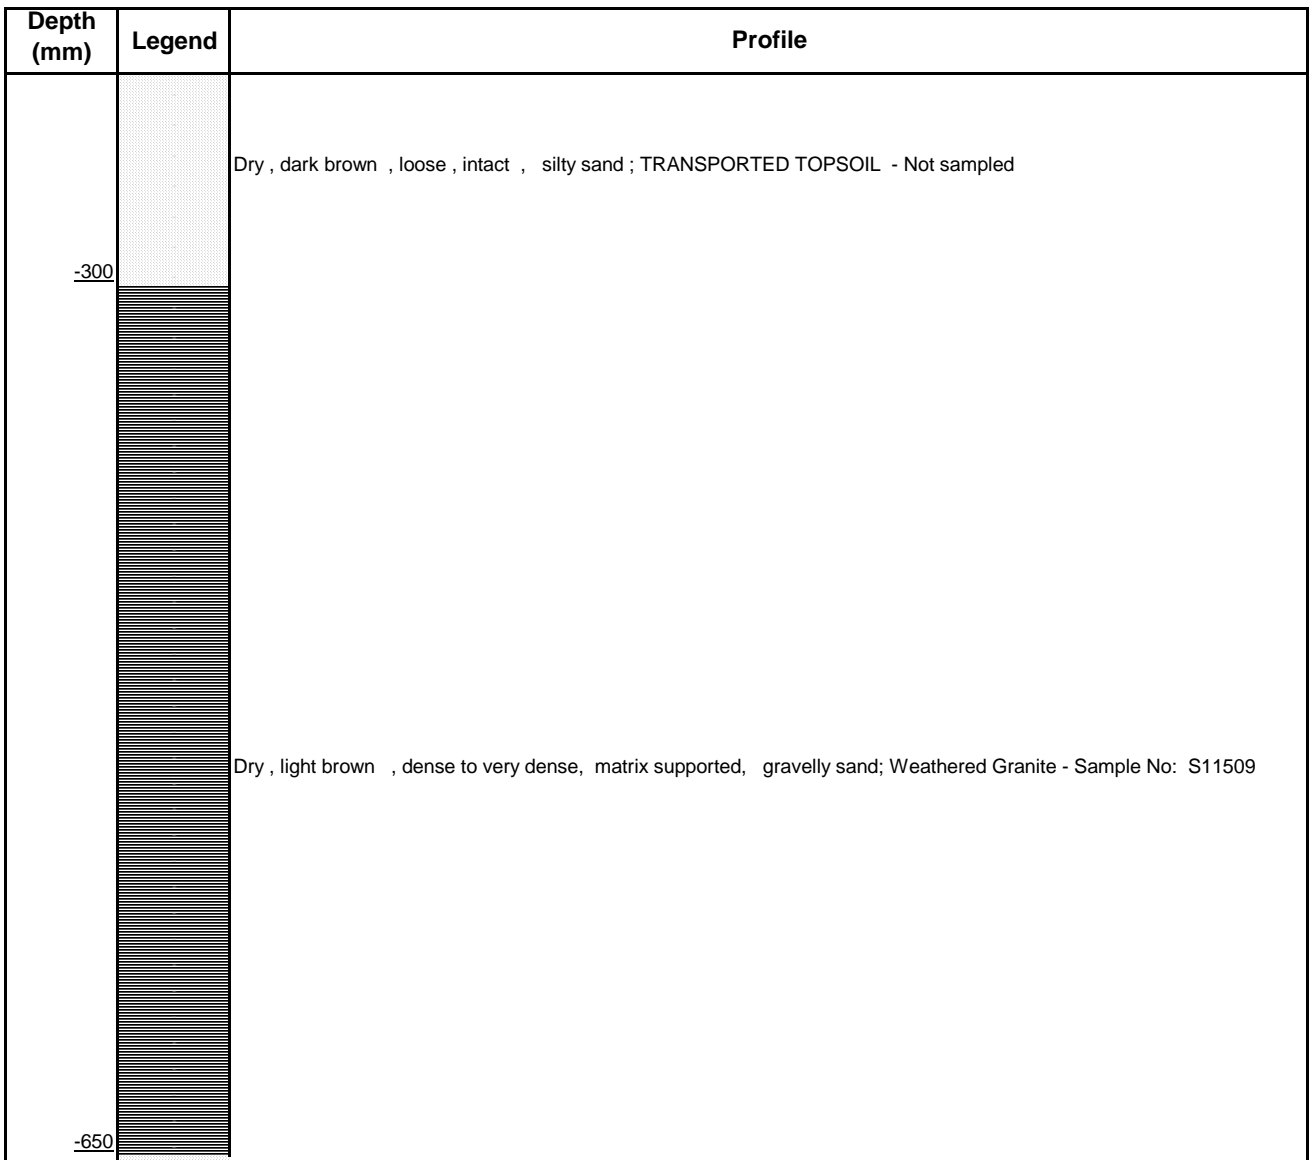 Depth
(mm)
Legend
Profile
Dry , dark brown  , loose , intact  ,   silty sand ; TRANSPORTED TOPSOIL  - Not sampled
-300
Dry , light brown   , dense to very dense,  matrix supported,   gravelly sand; Weathered Granite - Sample No:  S11509
-650